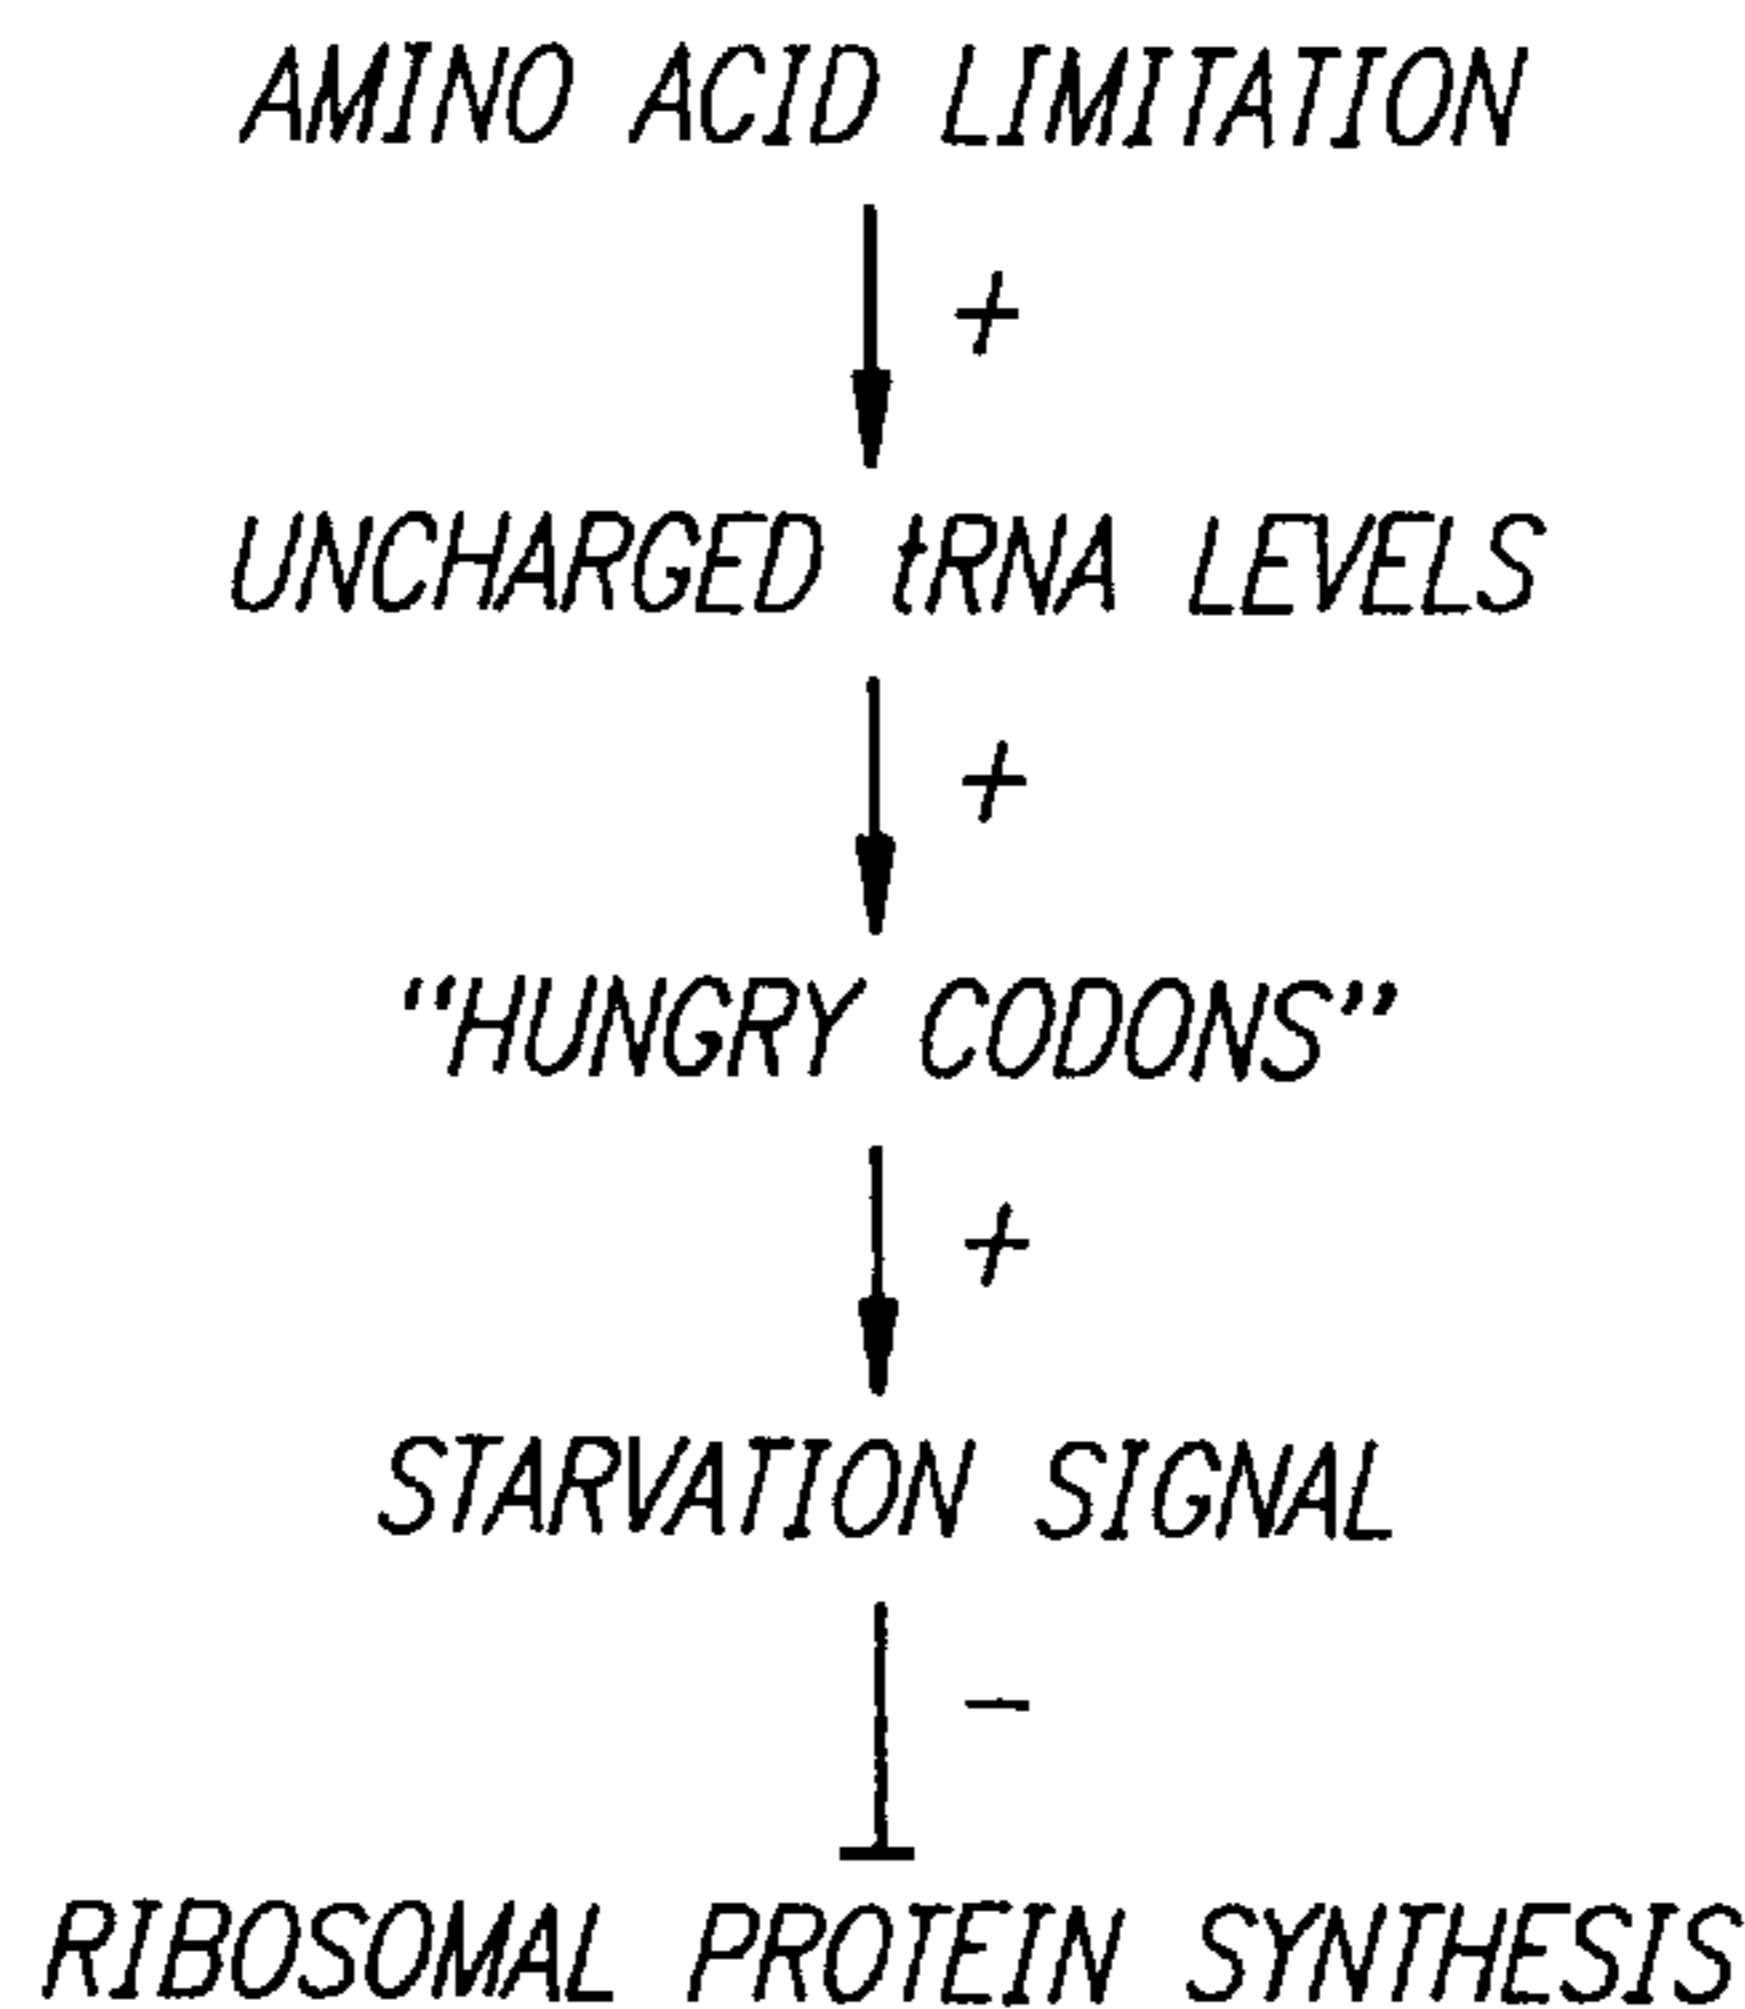 AMINO ACID LIMITATION
+
UNCHARGED tRNA LEVELS
+
“HUNGRY CODONS”
+
STARVATION SIGNAL
−
RIBOSOMAL PROTEIN SYNTHESIS